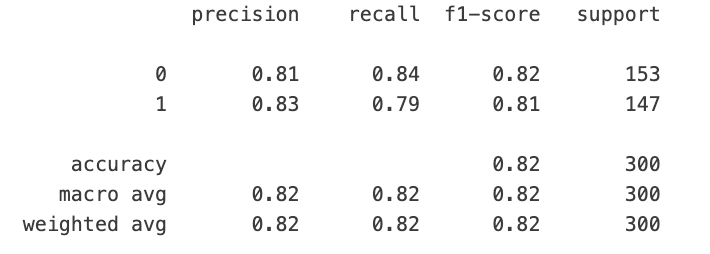 precision recall f1-score support
0 0.81 0.84 0.82 153
1 0.83 0.79 0.81 147
accuracy 0.82 300
macro avg 0.82 0.82 0.82 300
weighted avg 0.82 0.82 0.82 300